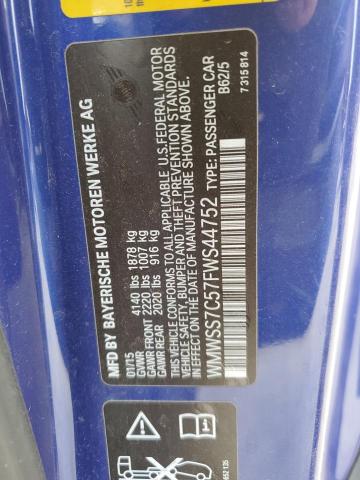 MFD BY BAYERISCHE MOTOREN WERKE AG
01/15
GVWR 4140 lbs 1878 kg
GAWR FRONT 2220 lbs 1007 kg
GAWR REAR 2020 lbs 916 kg
THIS VEHICLE CONFORMS TO ALL APPLICABLE U.S. FEDERAL MOTOR
VEHICLE SAFETY, BUMPER AND THEFT PREVENTION STANDARDS
IN EFFECT ON THE DATE OF MANUFACTURE SHOWN ABOVE.
WMWSS7C57FWS44752 TYPE: PASSENGER CAR
B62/5
7 315 814